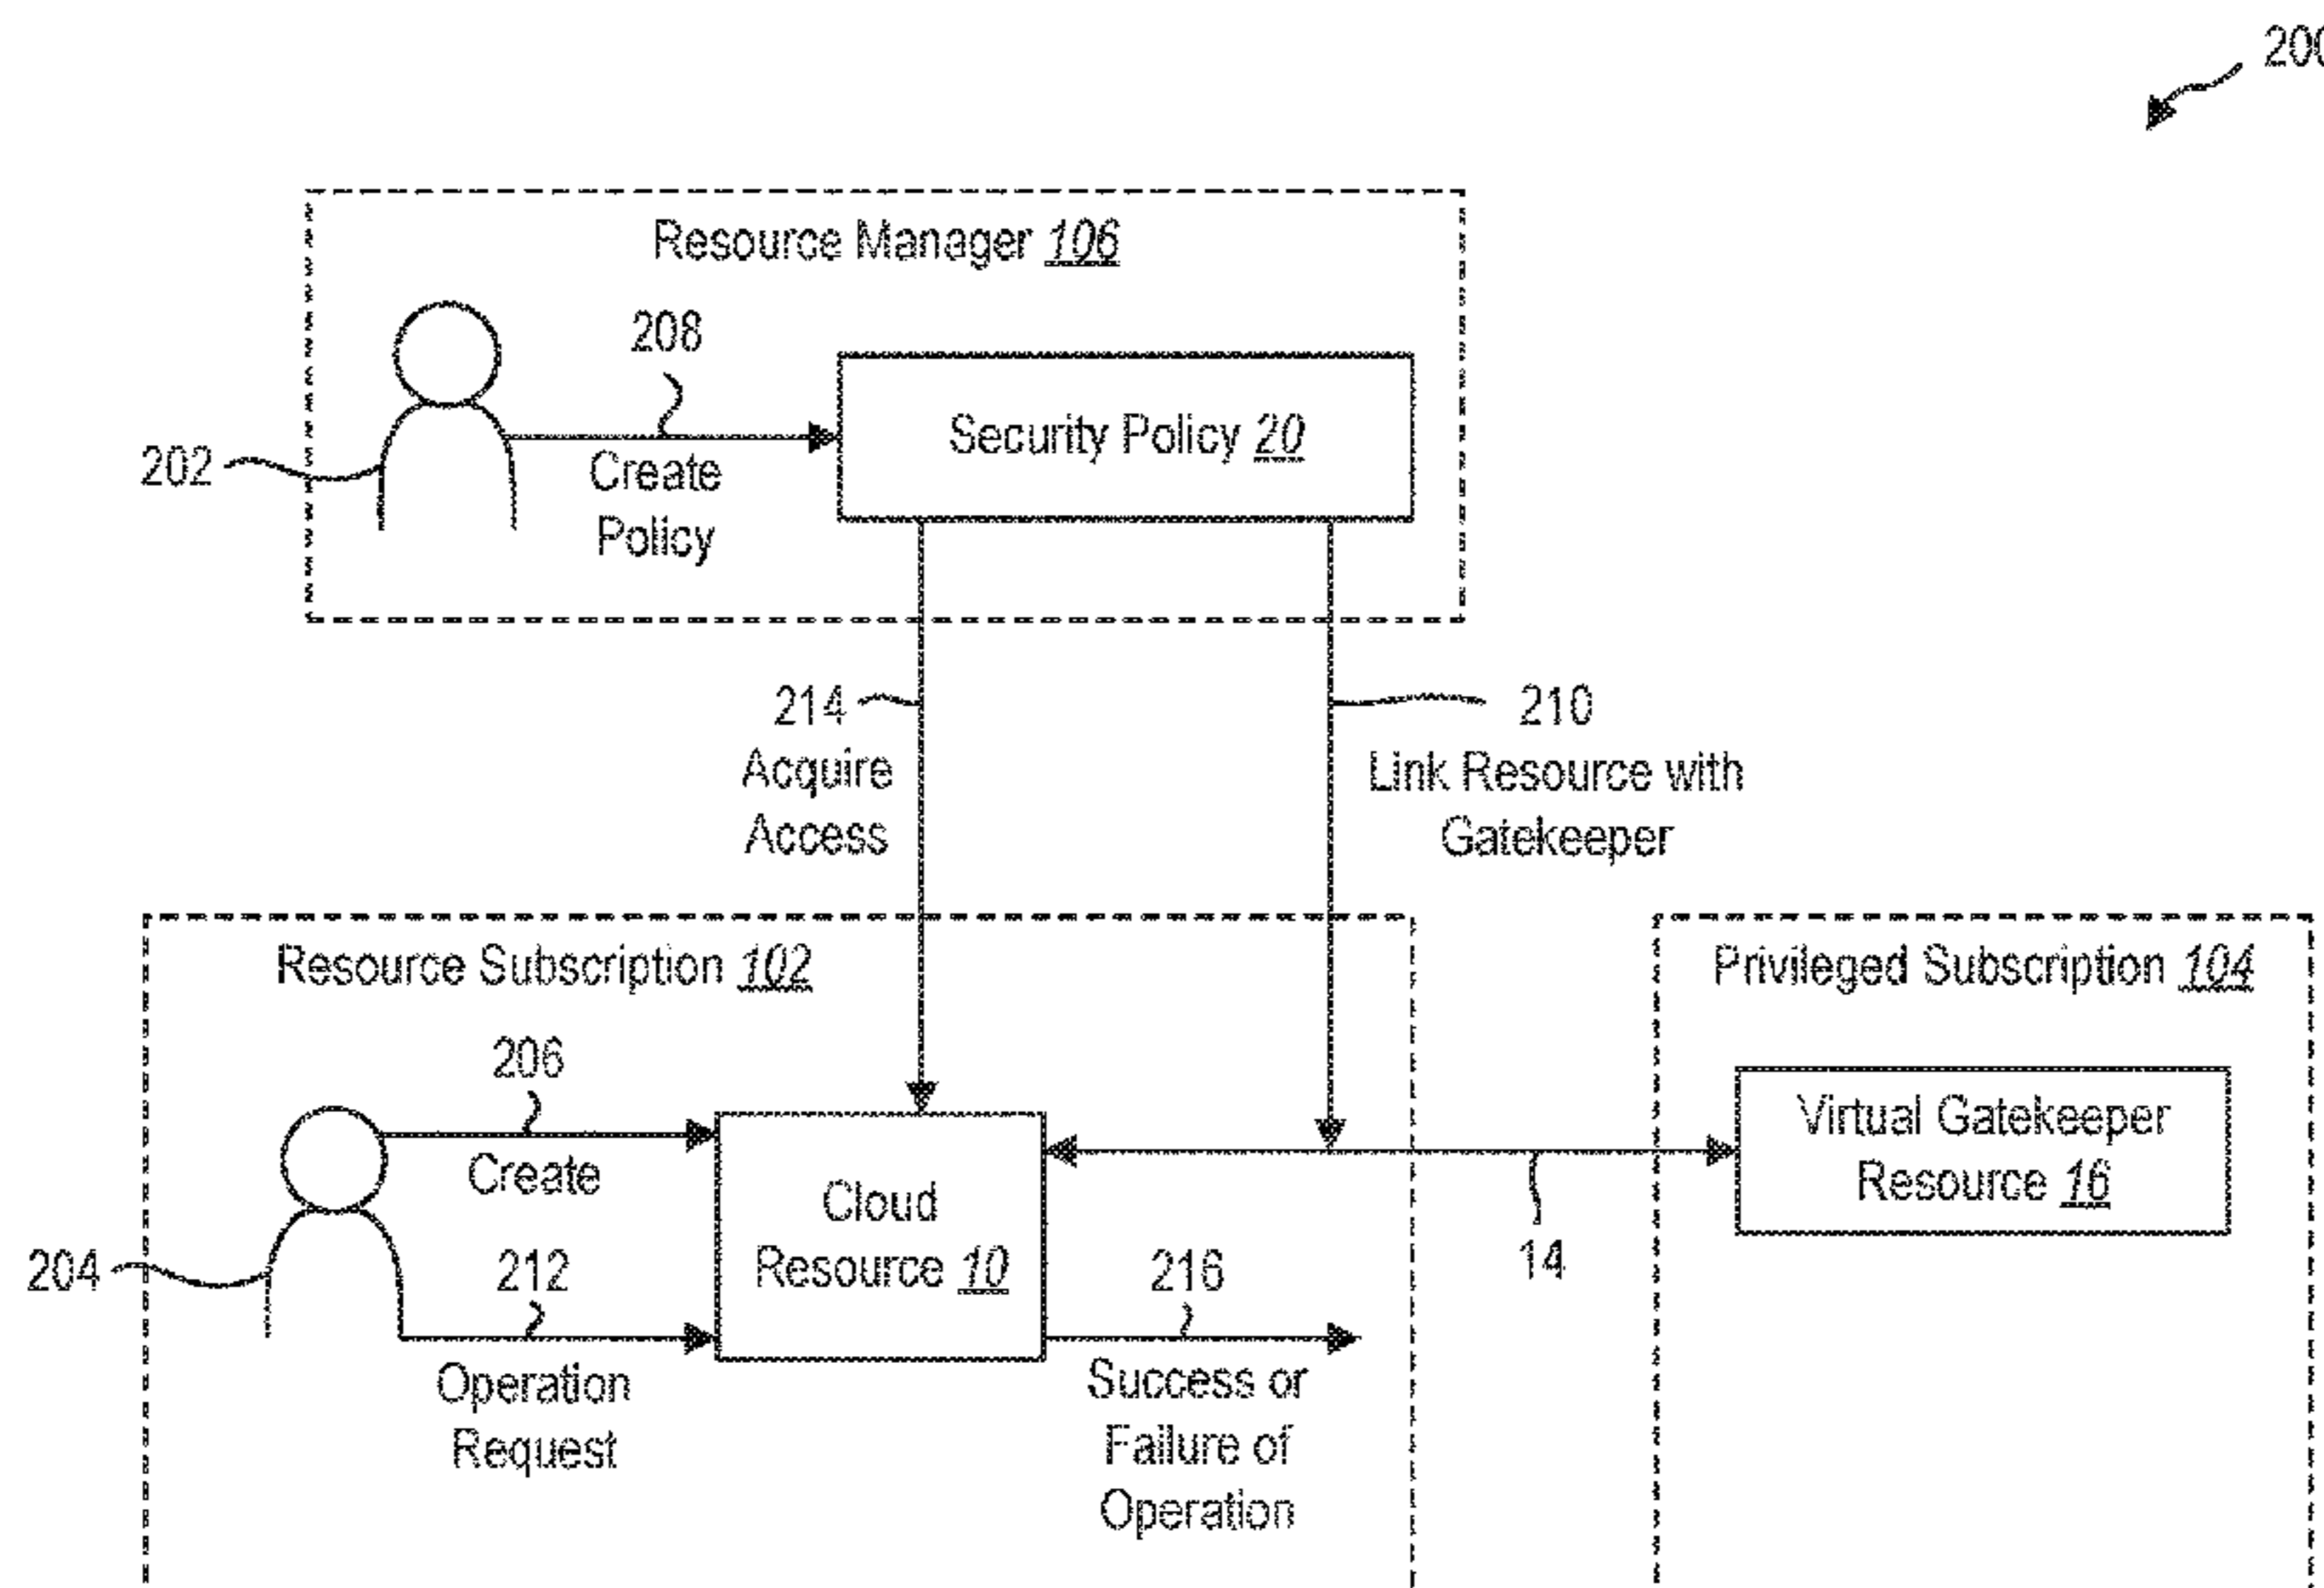 200
Resource Manager 106
208
Security Policy 20
202
Create
Policy
214
Acquire
Access
210
Link Resource with
Gatekeeper
Resource Subscription 102
Privileged Subscription 104
206
Create
Cloud
Resource 10
Virtual Gatekeeper
Resource 16
14
204
212
Operation
Request
216
Success or
Failure of
Operation